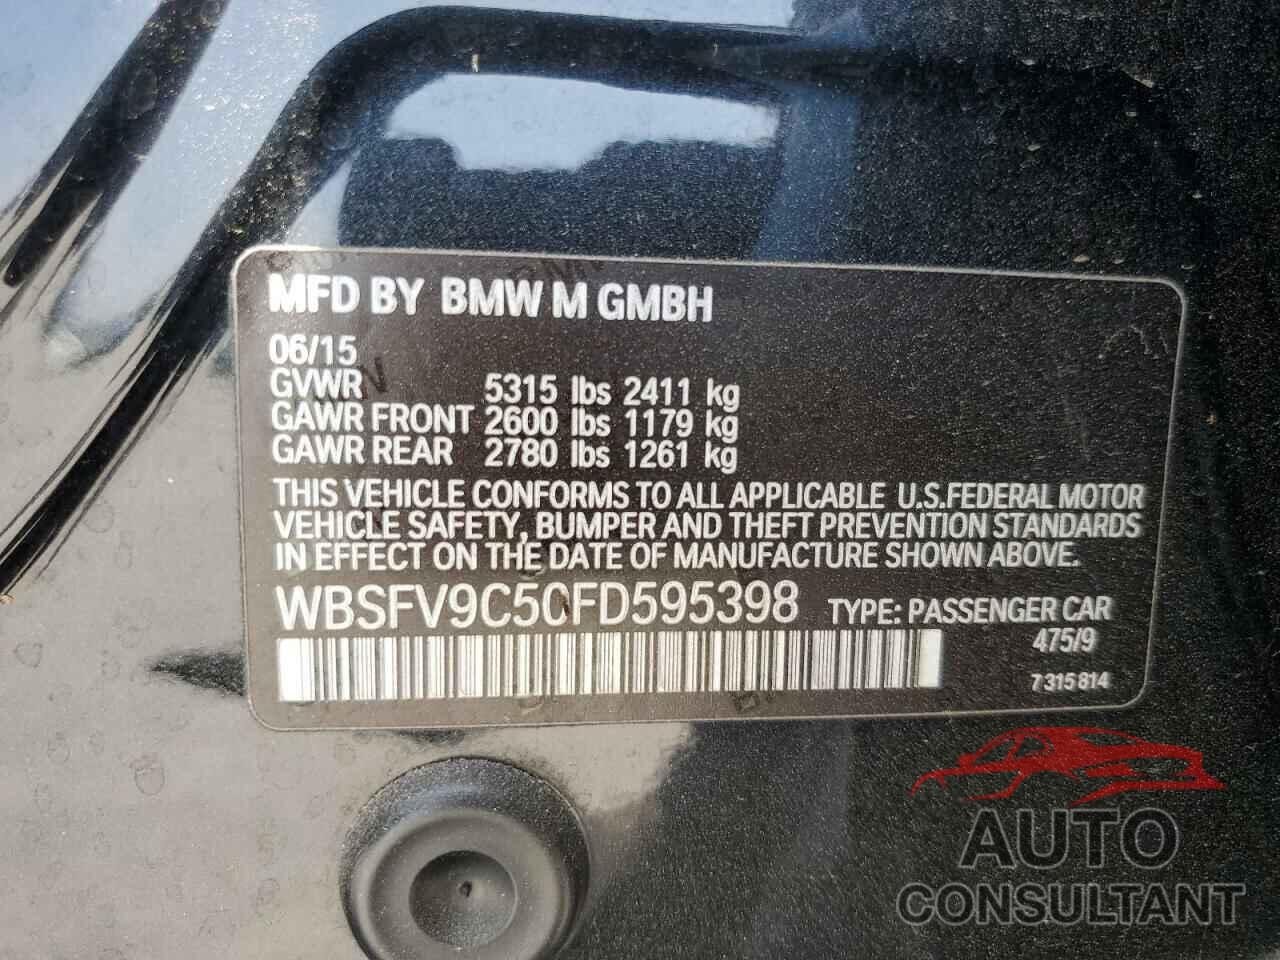 MFD BY BMW M GMBH
06/15
GVWR 5315 lbs 2411 kg
GAWR FRONT 2600 lbs 1179 kg
GAWR REAR 2780 lbs 1261 kg
THIS VEHICLE CONFORMS TO ALL APPLICABLE U.S.FEDERAL MOTOR
VEHICLE SAFETY, BUMPER AND THEFT PREVENTION STANDARDS
IN EFFECT ON THE DATE OF MANUFACTURE SHOWN ABOVE.
WBSFV9C50FD595398 TYPE: PASSENGER CAR
475/9
7 315 814
AUTO
CONSULTANT